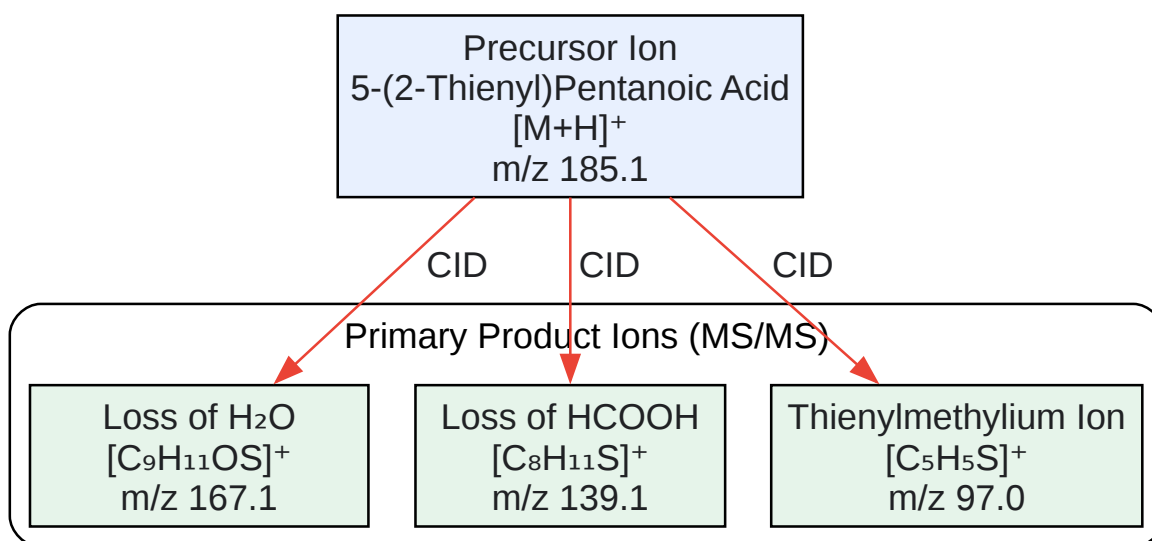 Precursor Ion
5-(2-Thienyl)Pentanoic Acid
[M+H]⁺
m/z 185.1
CID
CID
CID
Primary Product Ions (MS/MS)
Loss of H₂O
[C₉H₁₁OS]⁺
m/z 167.1
Loss of HCOOH
[C₈H₁₁S]⁺
m/z 139.1
Thienylmethylium Ion
[C₅H₅S]⁺
m/z 97.0